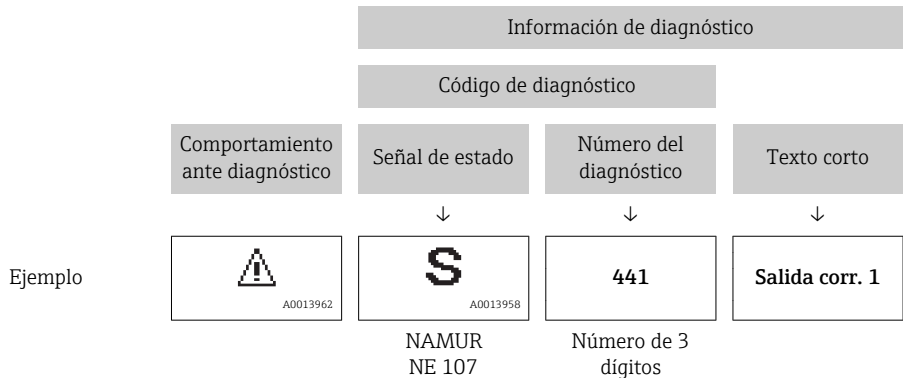 Información de diagnóstico
Código de diagnóstico
Comportamiento
ante diagnóstico
Señal de estado
Número del
diagnóstico
Texto corto
↓ ↓ ↓
Ejemplo
A0013962
S
A0013958
441
Salida corr. 1
NAMUR
NE 107
Número de 3
dígitos